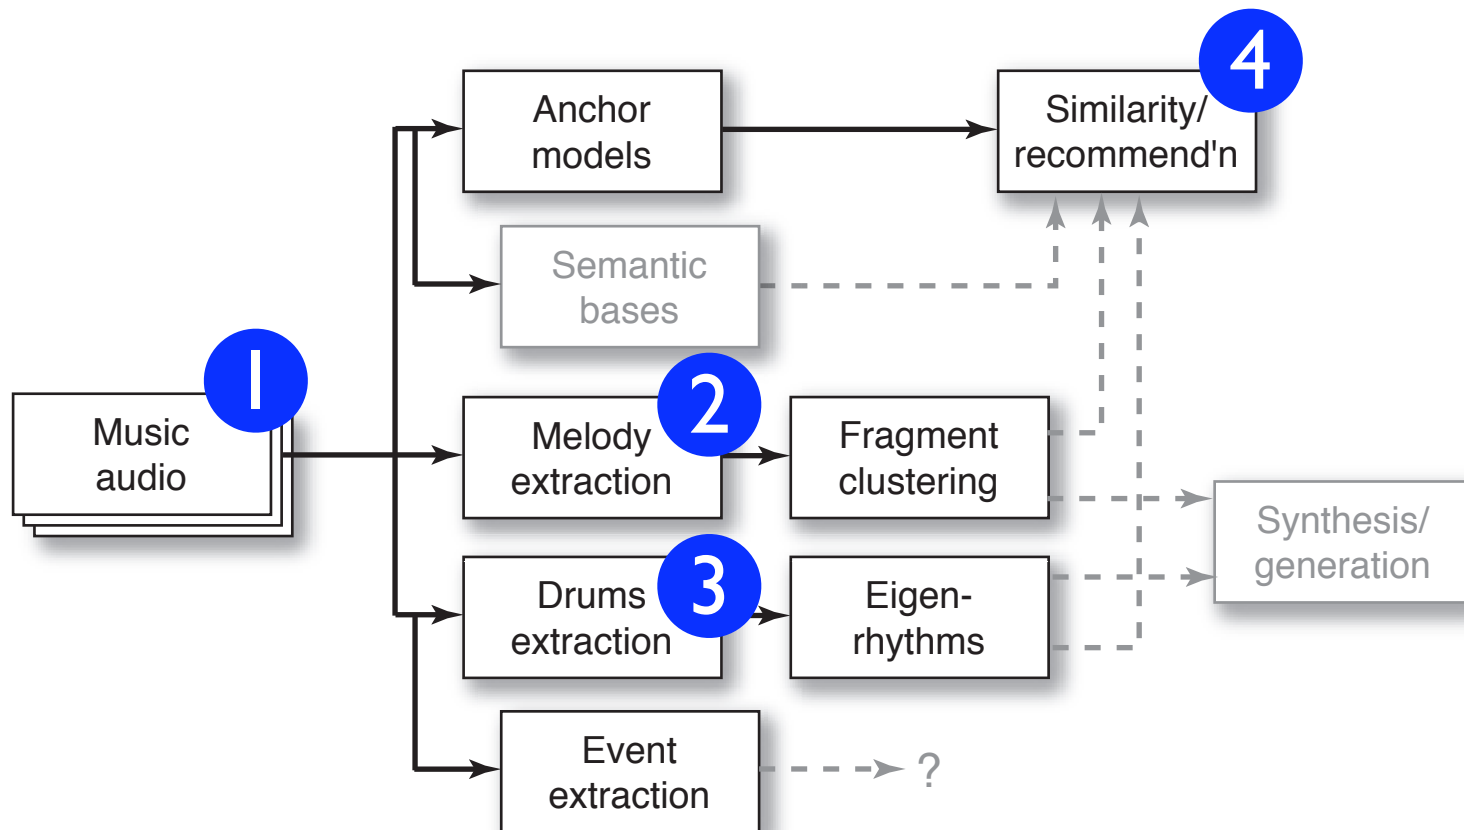 4
Anchor
models
Similarity/
recommend'n
Semantic
bases
1
Music
audio
2
Melody
extraction
Fragment
clustering
Synthesis/
generation
3
Drums
extraction
Eigen-
rhythms
Event
extraction
?